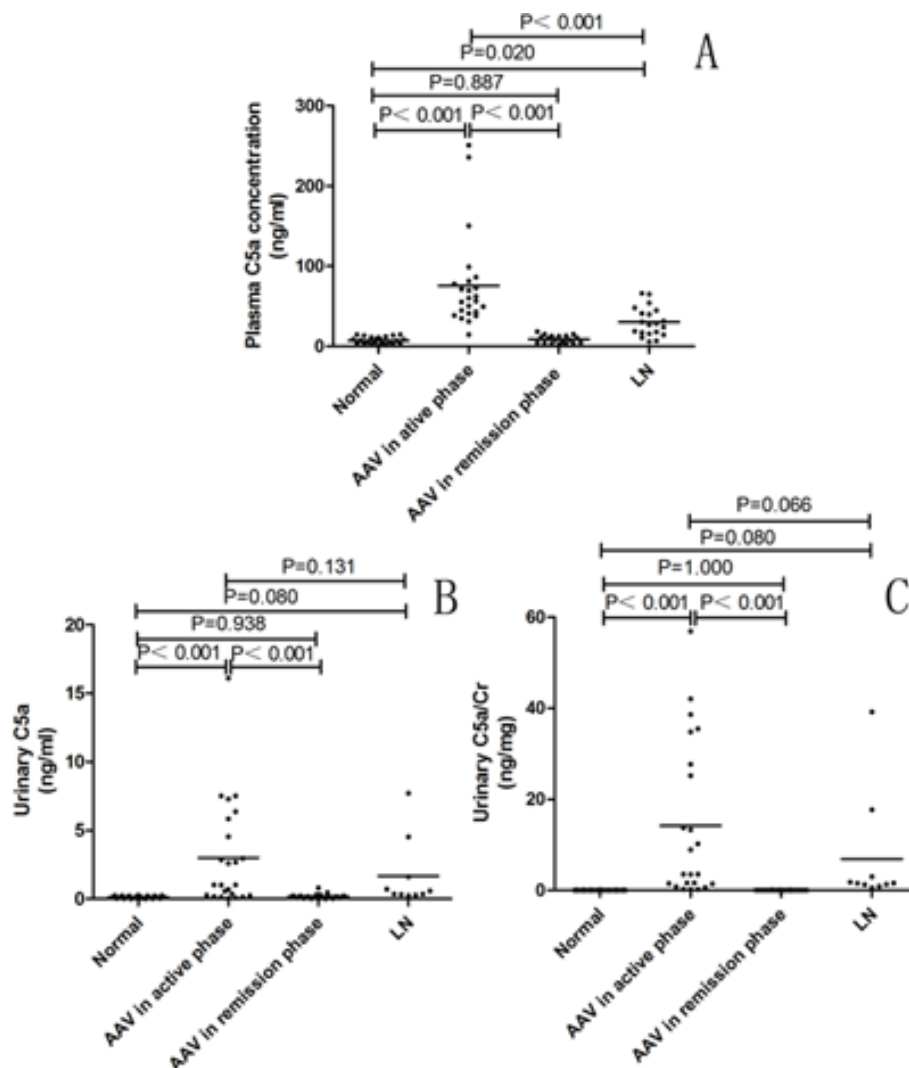 P< 0.001
A
P=0.020
P=0.887
P< 0.001 P< 0.001
300
200
100
0
Plasma C5a concentration
(ng/ml)
Normal
AAV in ative phase
AAV in remission phase
LN
P=0.131
B
P=0.080
P=0.938
P< 0.001 P< 0.001
20
15
10
5
0
Urinary C5a
(ng/ml)
Normal
AAV in active phase
AAV in remission phase
LN
P=0.066
P=0.080
P=1.000
C
P< 0.001 P< 0.001
60
40
20
0
Urinary C5a/Cr
(ng/mg)
Normal
AAV in active phase
AAV in remission phase
LN